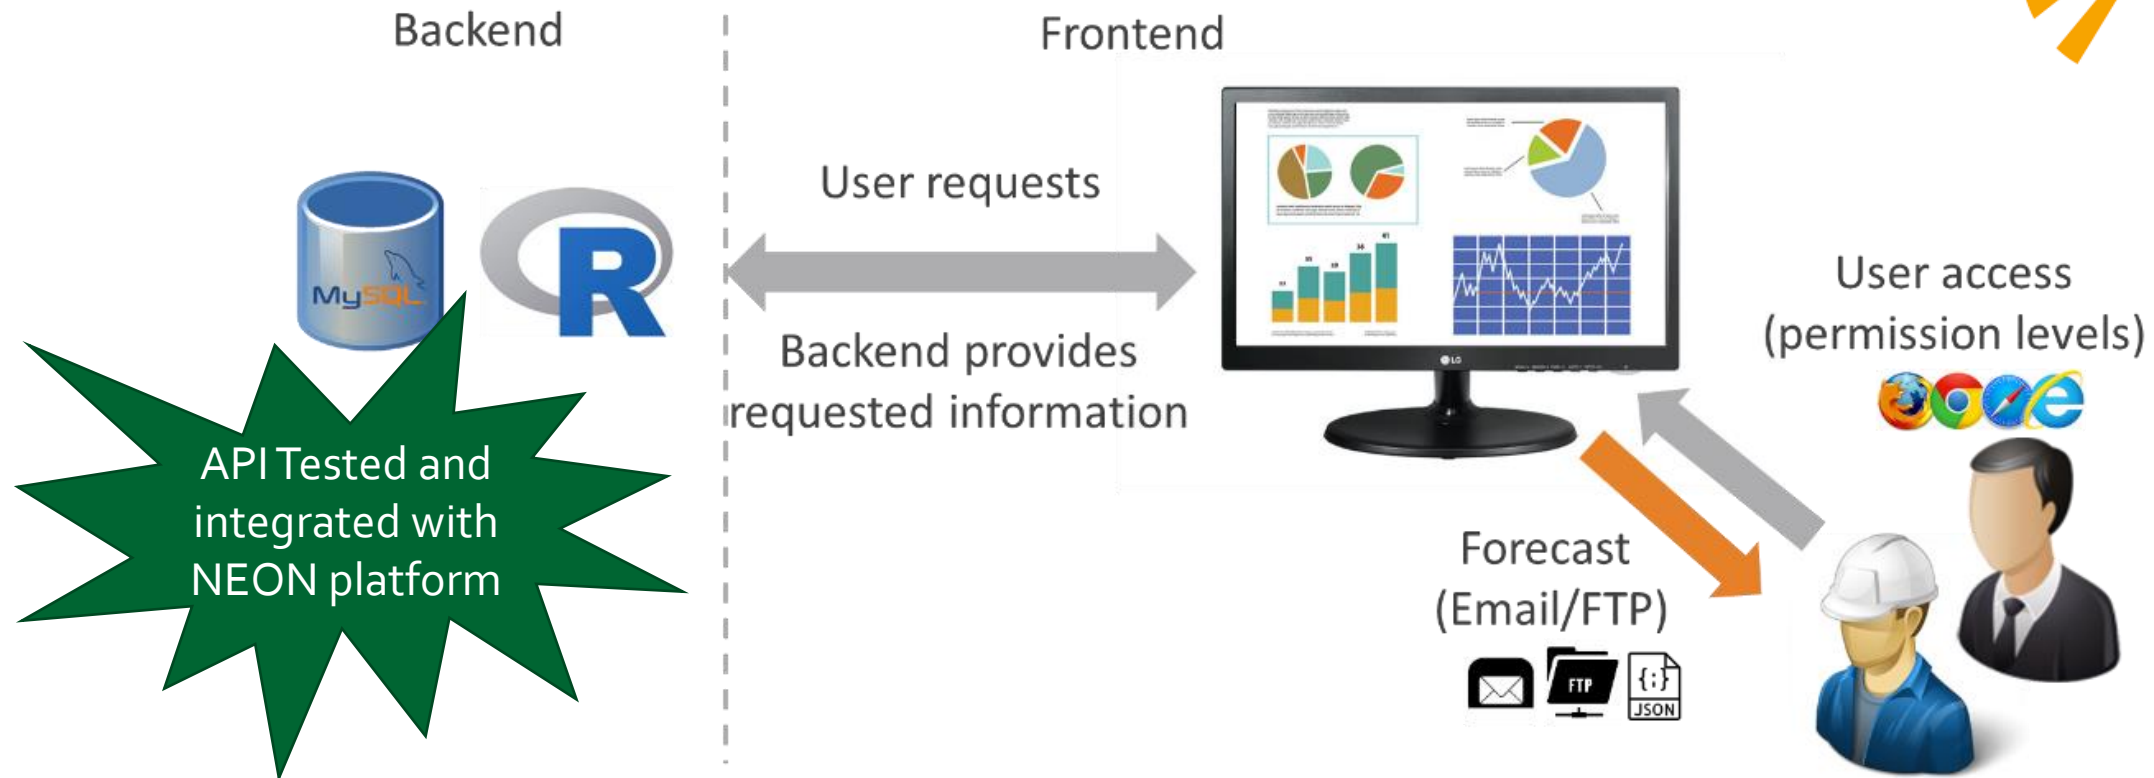 Backend
Frontend
MySQL
R
User requests
Backend provides
requested information
API Tested and
integrated with
NEON platform
LG
User access
(permission levels)
Forecast
(Email/FTP)
FTP
{;}
JSON